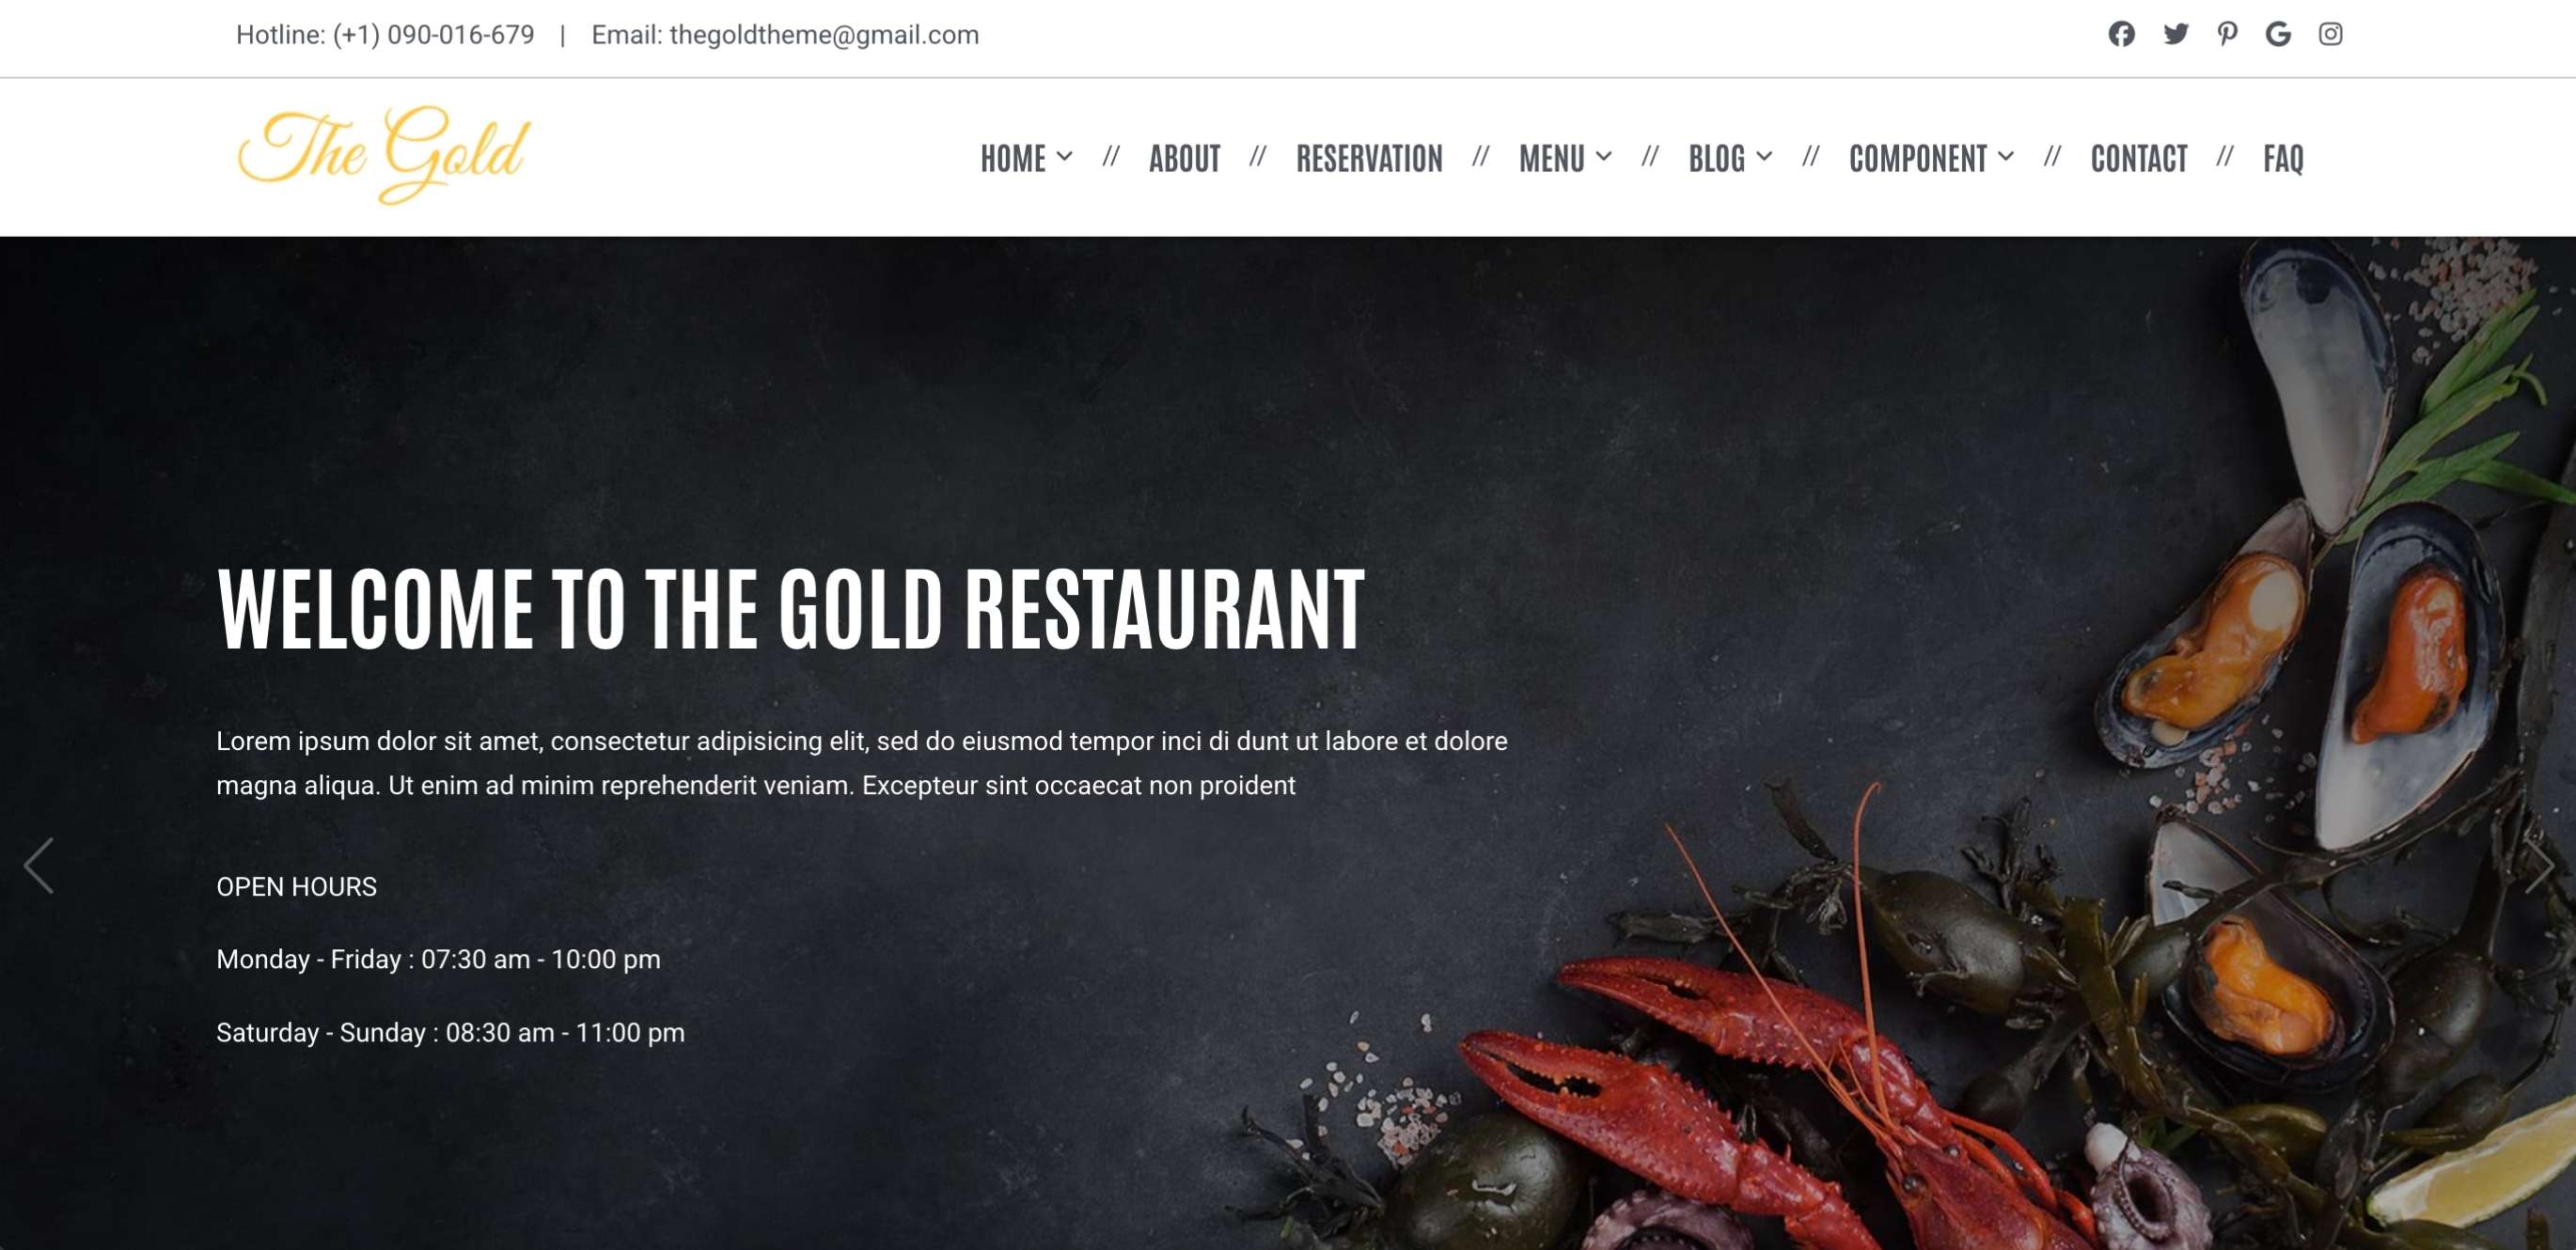 Hotline: (+1) 090-016-679 | Email: thegoldtheme@gmail.com
The Gold
HOME // ABOUT // RESERVATION // MENU // BLOG // COMPONENT // CONTACT // FAQ
WELCOME TO THE GOLD RESTAURANT
Lorem ipsum dolor sit amet, consectetur adipisicing elit, sed do eiusmod tempor inci di dunt ut labore et dolore
magna aliqua. Ut enim ad minim reprehenderit veniam. Excepteur sint occaecat non proident
OPEN HOURS
Monday - Friday : 07:30 am - 10:00 pm
Saturday - Sunday : 08:30 am - 11:00 pm